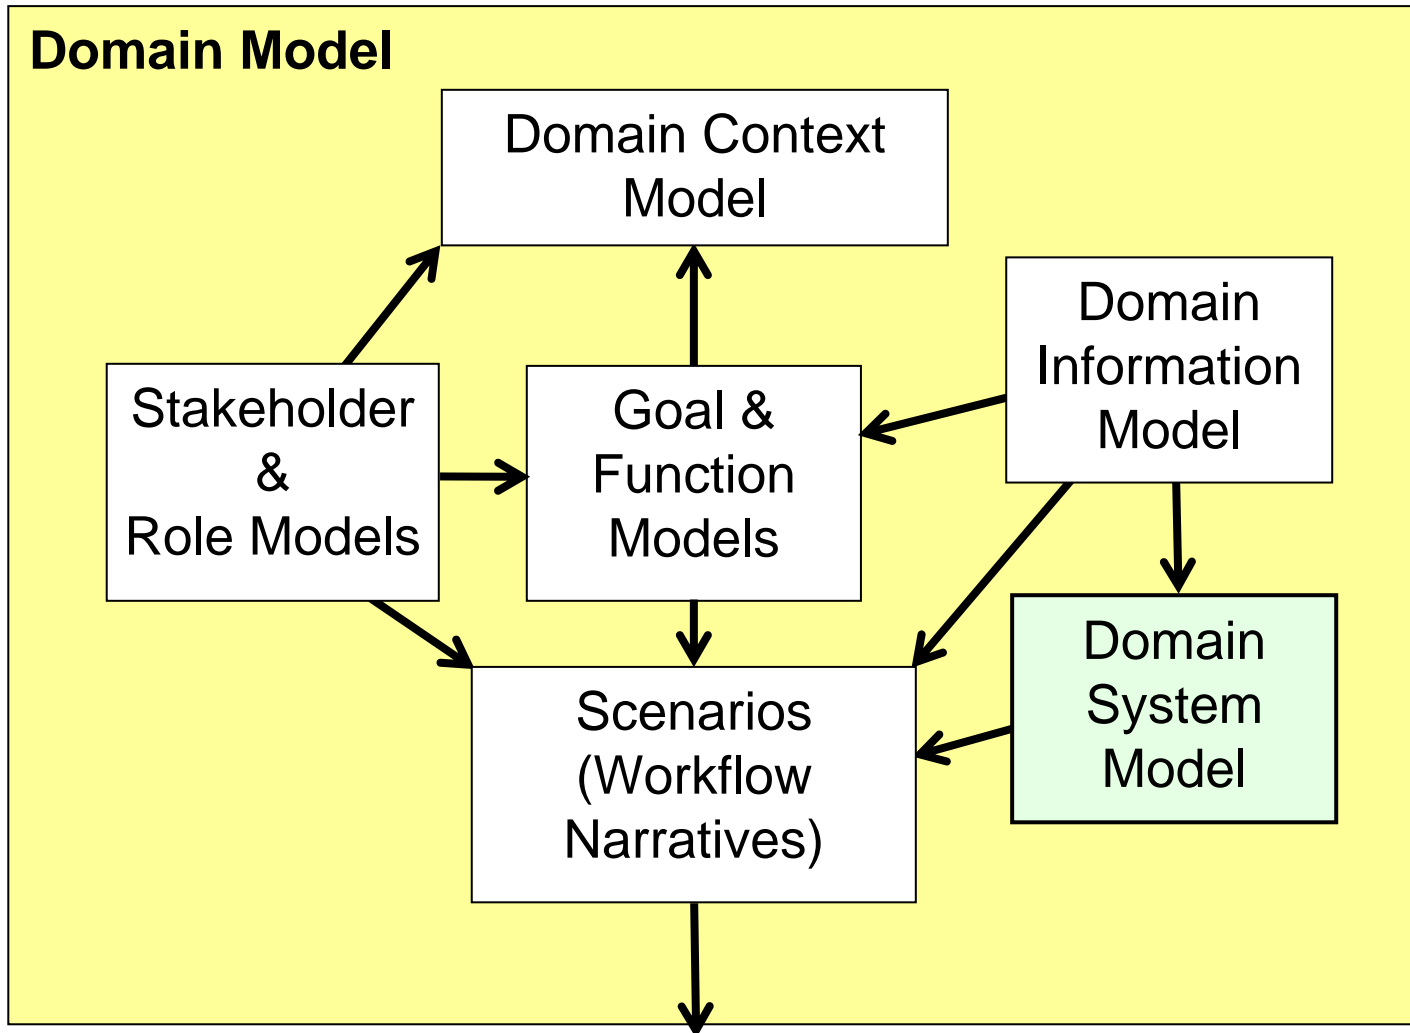 Domain Model
Domain Context
Model
Stakeholder
&
Role Models
Goal &
Function
Models
Domain
Information
Model
Scenarios
(Workflow
Narratives)
Domain
System
Model